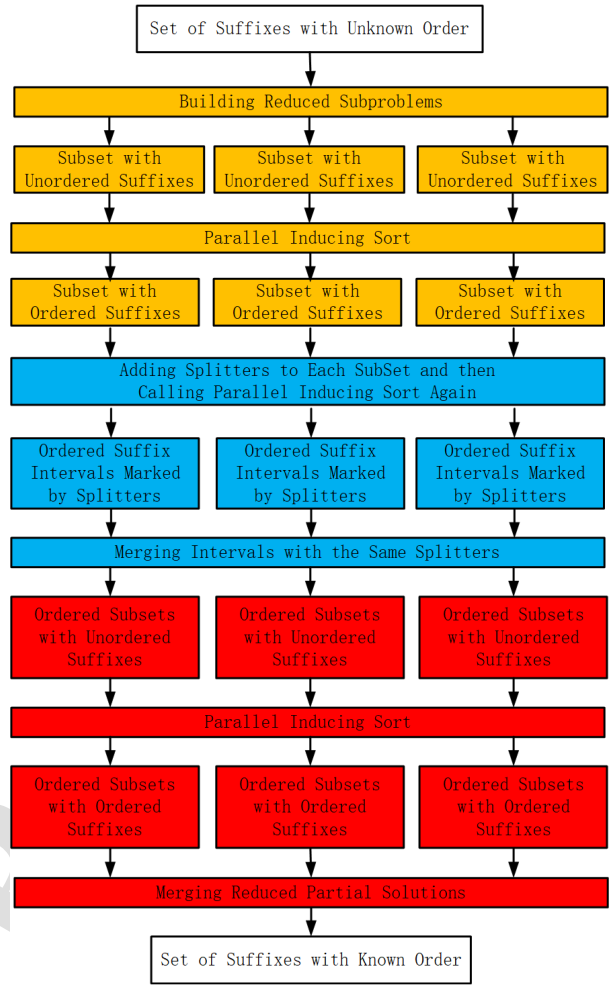 Set of Suffixes with Unknown Order
Building Reduced Subproblems
Subset with
Unordered Suffixes
Subset with
Unordered Suffixes
Subset with
Unordered Suffixes
Parallel Inducing Sort
Subset with
Ordered Suffixes
Subset with
Ordered Suffixes
Subset with
Ordered Suffixes
Adding Splitters to Each SubSet and then
Calling Parallel Inducing Sort Again
Ordered Suffix
Intervals Marked
by Splitters
Ordered Suffix
Intervals Marked
by Splitters
Ordered Suffix
Intervals Marked
by Splitters
Merging Intervals with the Same Splitters
Ordered Subsets
with Unordered
Suffixes
Ordered Subsets
with Unordered
Suffixes
Ordered Subsets
with Unordered
Suffixes
Parallel Inducing Sort
Ordered Subsets
with Ordered
Suffixes
Ordered Subsets
with Ordered
Suffixes
Ordered Subsets
with Ordered
Suffixes
Merging Reduced Partial Solutions
Set of Suffixes with Known Order